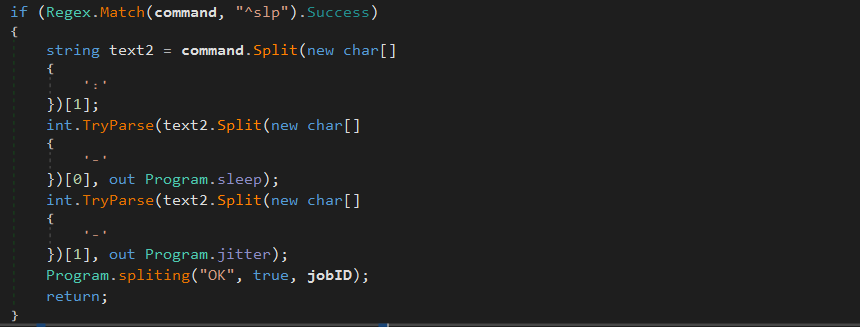 if (Regex.Match(command, "^slp").Success)
{
string text2 = command.Split(new char[]
{
':'
})[1];
int.TryParse(text2.Split(new char[]
{
'-'
})[0], out Program.sleep);
int.TryParse(text2.Split(new char[]
{
'-'
})[1], out Program.jitter);
Program.spliting("OK", true, jobID);
return;
}